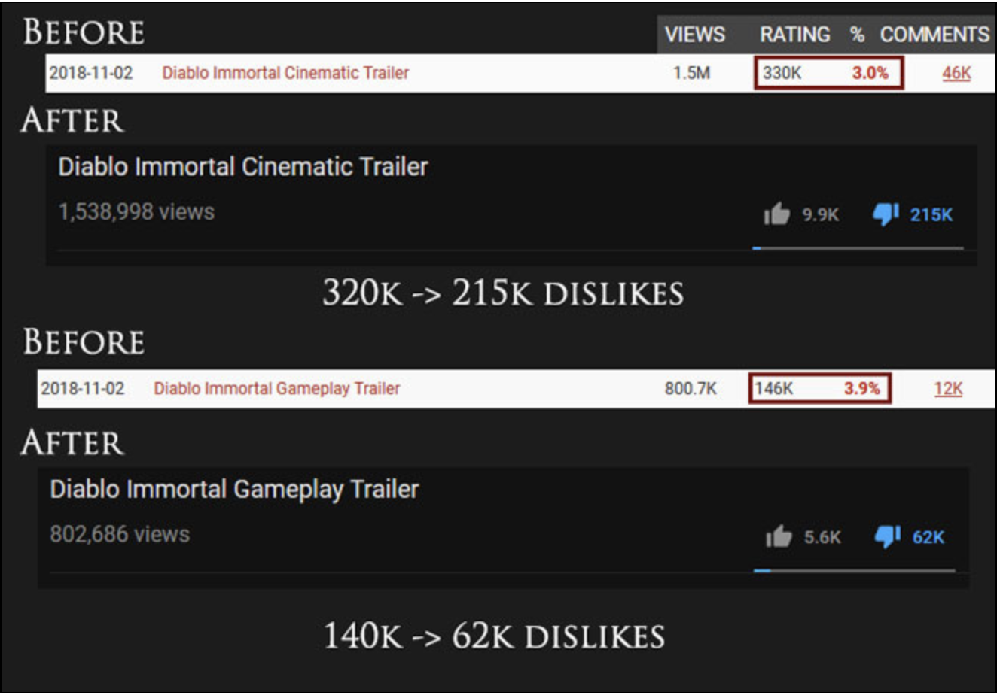 BEFORE
VIEWS RATING % COMMENTS
2018-11-02 Diablo Immortal Cinematic Trailer 1.5M 330K 3.0% 46K
AFTER
Diablo Immortal Cinematic Trailer
1,538,998 views 9.9K 215K
320K -> 215K DISLIKES
BEFORE
2018-11-02 Diablo Immortal Gameplay Trailer 800.7K 146K 3.9% 12K
AFTER
Diablo Immortal Gameplay Trailer
802,686 views 5.6K 62K
140K -> 62K DISLIKES